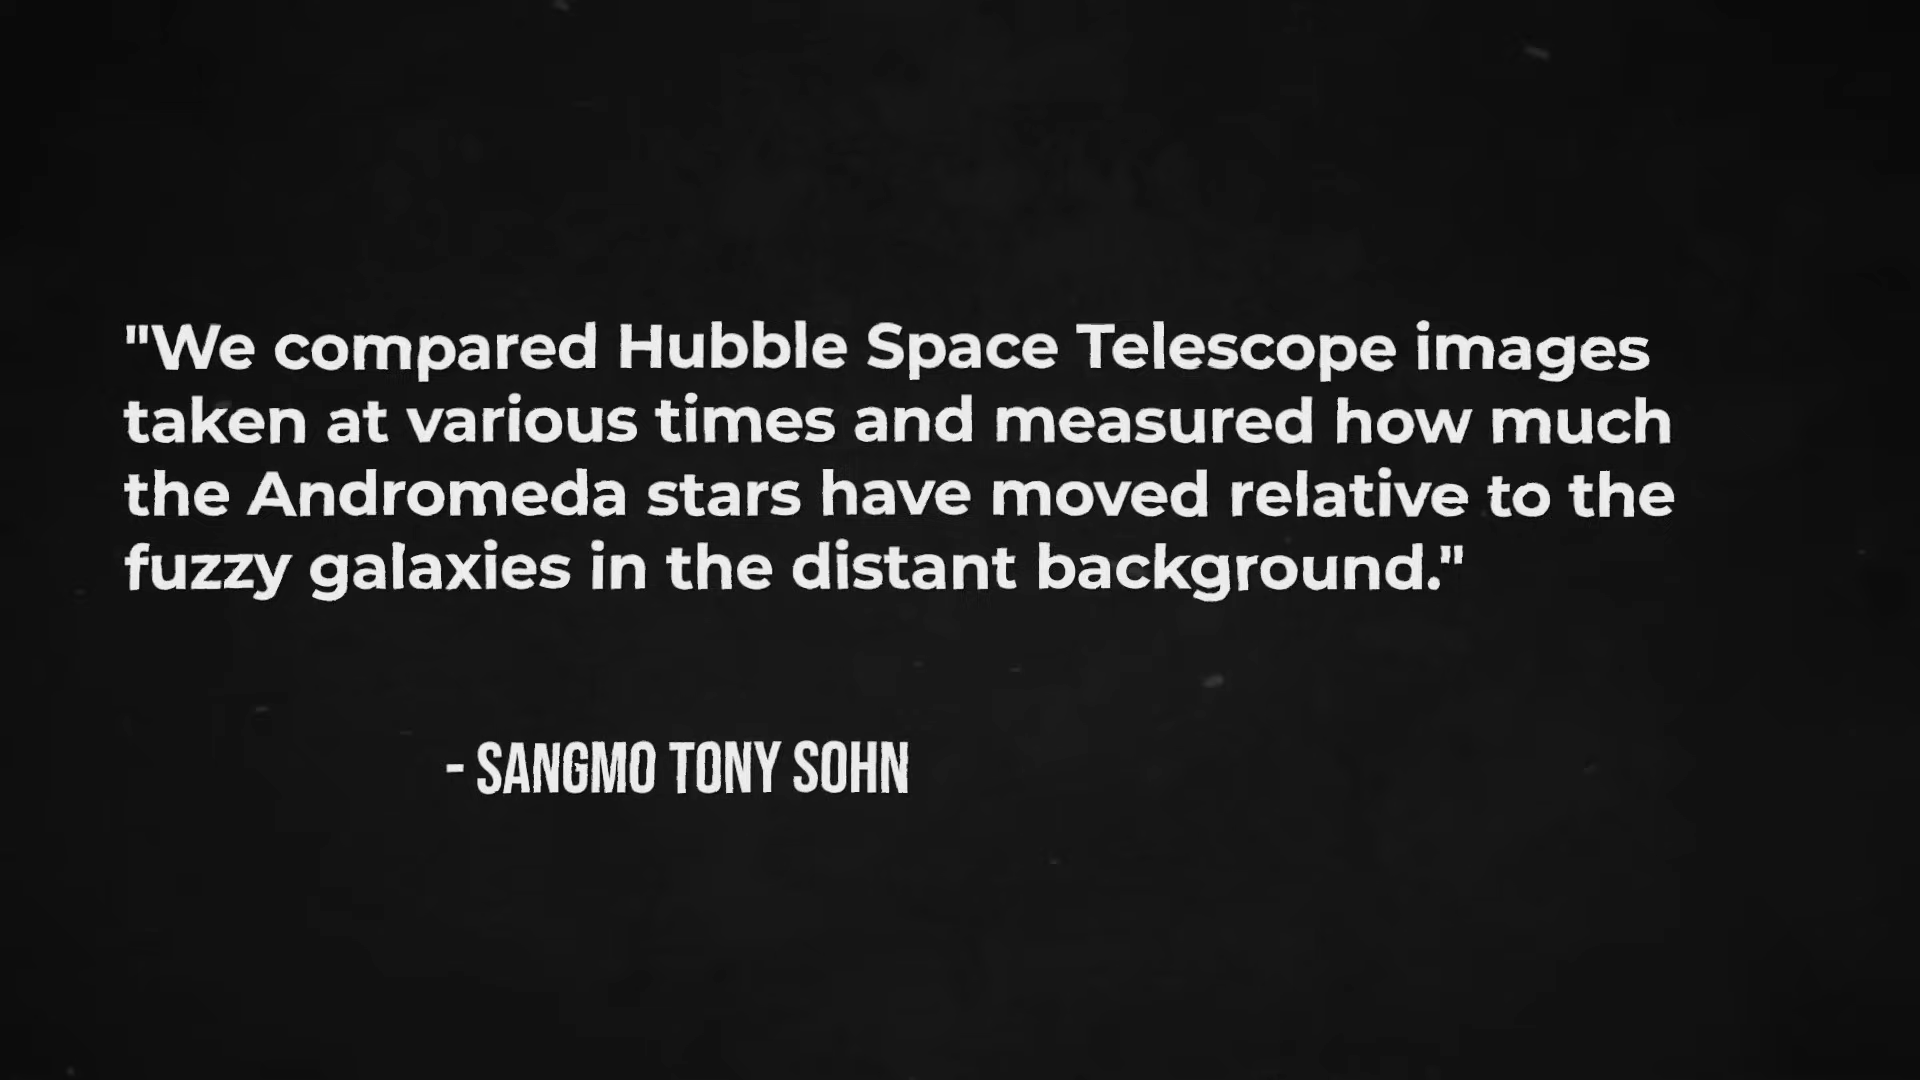 "We compared Hubble Space Telescope images
taken at various times and measured how much
the Andromeda stars have moved relative to the
fuzzy galaxies in the distant background."
- SANGMO TONY SOHN